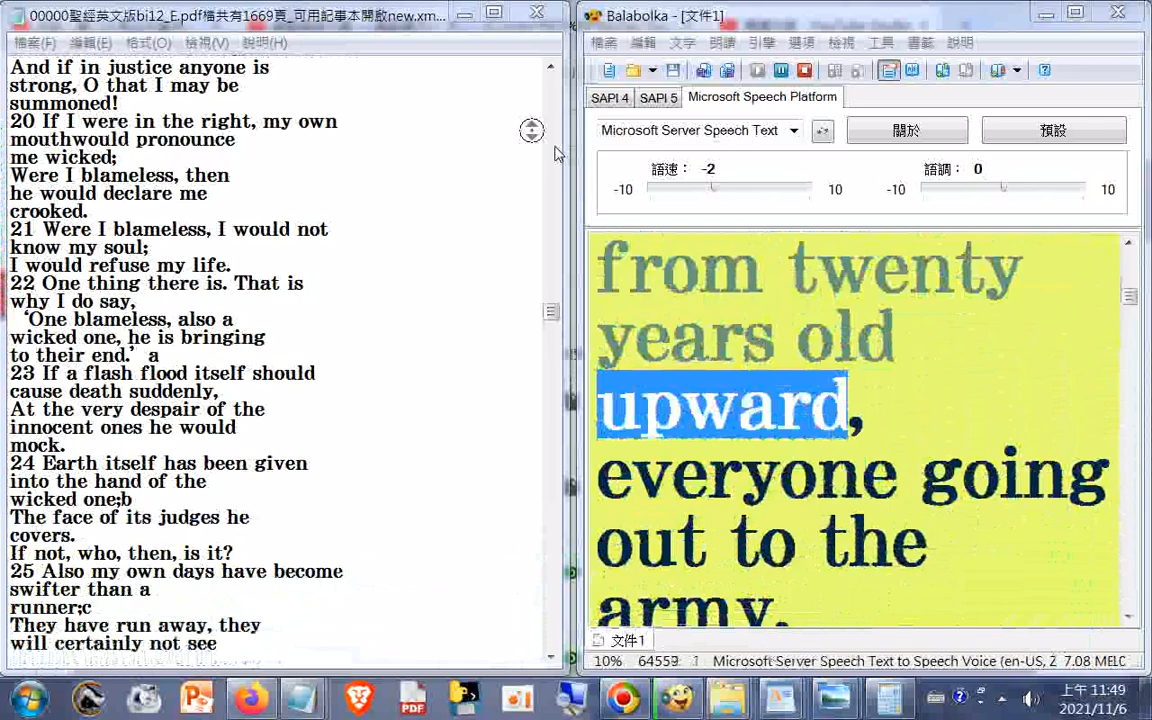 00000聖經英文版bi12_E.pdf檔共有1669頁_可用記事本開啟new.xm...
檔案(F) 編輯(E) 格式(O) 檢視(V) 說明(H)
And if in justice anyone is
strong, O that I may be
summoned!
20 If I were in the right, my own
mouthwould pronounce
me wicked;
Were I blameless, then
he would declare me
crooked.
21 Were I blameless, I would not
know my soul;
I would refuse my life.
22 One thing there is. That is
why I do say,
‘One blameless, also a
wicked one, he is bringing
to their end.’ a
23 If a flash flood itself should
cause death suddenly,
At the very despair of the
innocent ones he would
mock.
24 Earth itself has been given
into the hand of the
wicked one;b
The face of its judges he
covers.
If not, who, then, is it?
25 Also my own days have become
swifter than a
runner;c
They have run away, they
will certainly not see
Balabolka - [文件1]
檔案 編輯 文字 朗讀 引擎 選項 檢視 工具 書籤 說明
SAPI 4 SAPI 5 Microsoft Speech Platform
Microsoft Server Speech Text 關於 預設
語速： -2 語調： 0
-10 10 -10 10
from twenty
years old
upward,
everyone going
out to the
army.
文件1
10% 64553 Microsoft Server Speech Text to Speech Voice (en-US, Z 7.08 MELC
PDF
上午 11:49
2021/11/6